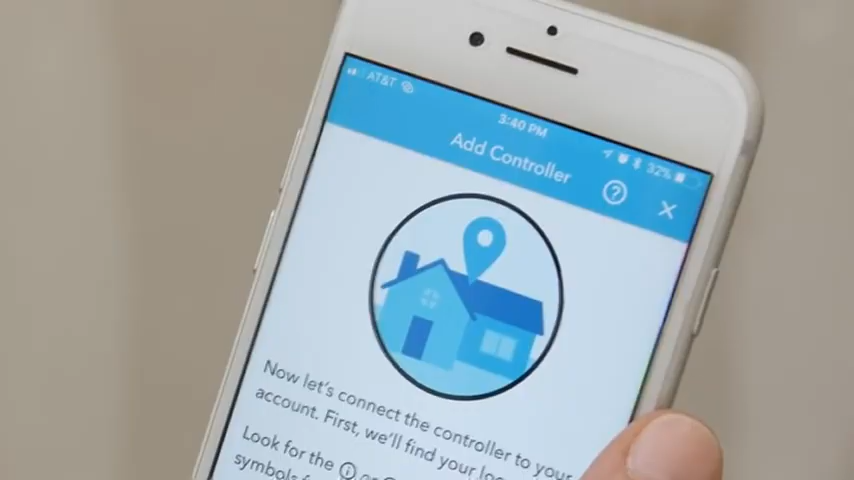 AT&T
3:40 PM
32%
Add Controller
?
Now let's connect the controller to your
account. First, we'll find your
Look for the
symbols